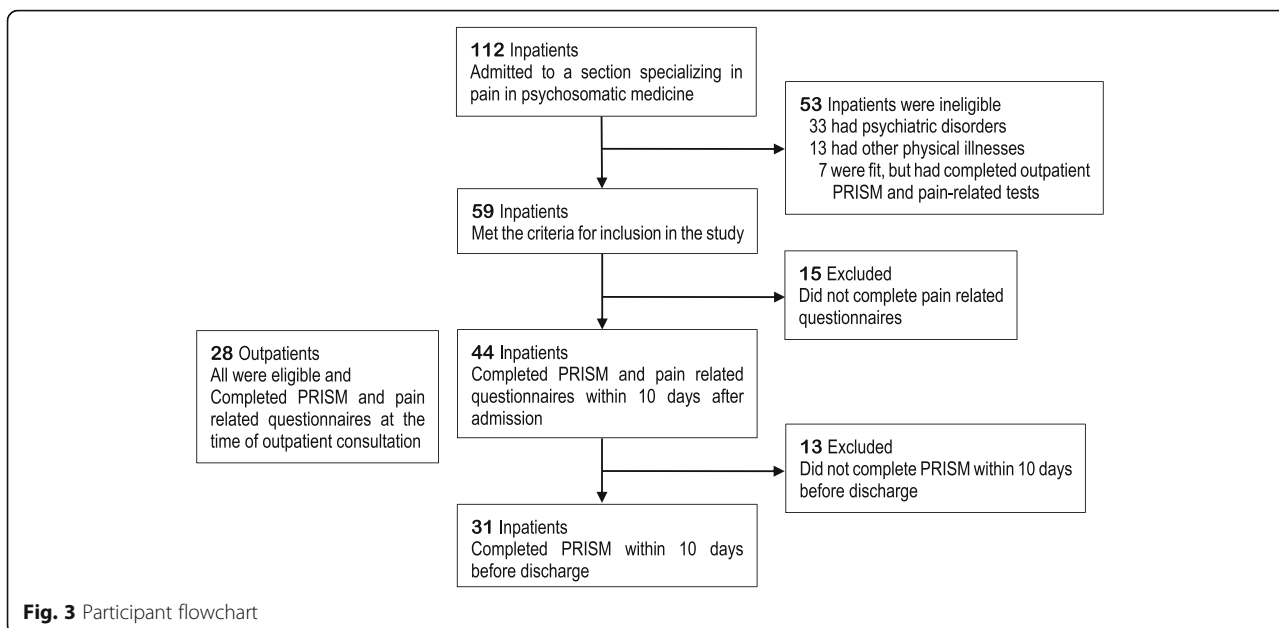 112 Inpatients
Admitted to a section specializing in
pain in psychosomatic medicine
53 Inpatients were ineligible
33 had psychiatric disorders
13 had other physical illnesses
7 were fit, but had completed outpatient
PRISM and pain-related tests
59 Inpatients
Met the criteria for inclusion in the study
15 Excluded
Did not complete pain related
questionnaires
28 Outpatients
All were eligible and
Completed PRISM and pain
related questionnaires at the
time of outpatient consultation
44 Inpatients
Completed PRISM and pain related
questionnaires within 10 days after
admission
13 Excluded
Did not complete PRISM within 10 days
before discharge
31 Inpatients
Completed PRISM within 10 days
before discharge
Fig. 3 Participant flowchart